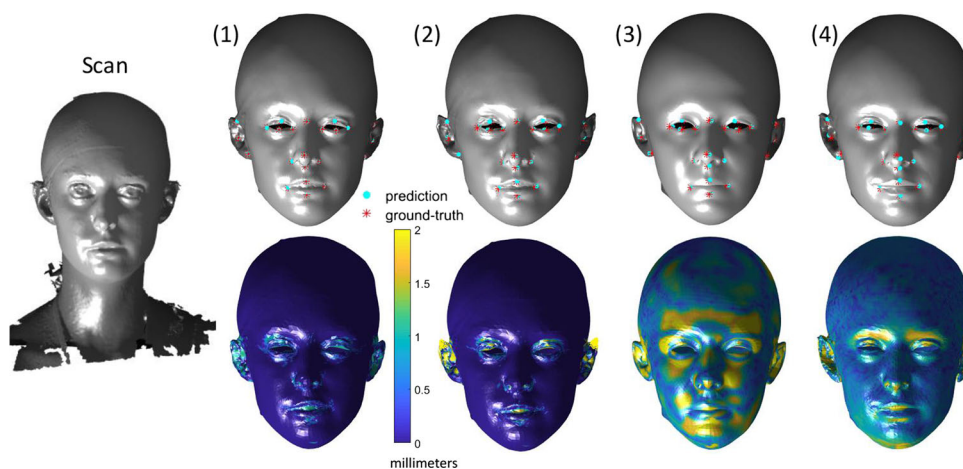 Scan
(1)
(2)
(3)
(4)
prediction
ground-truth
2
1.5
1
0.5
0
millimeters